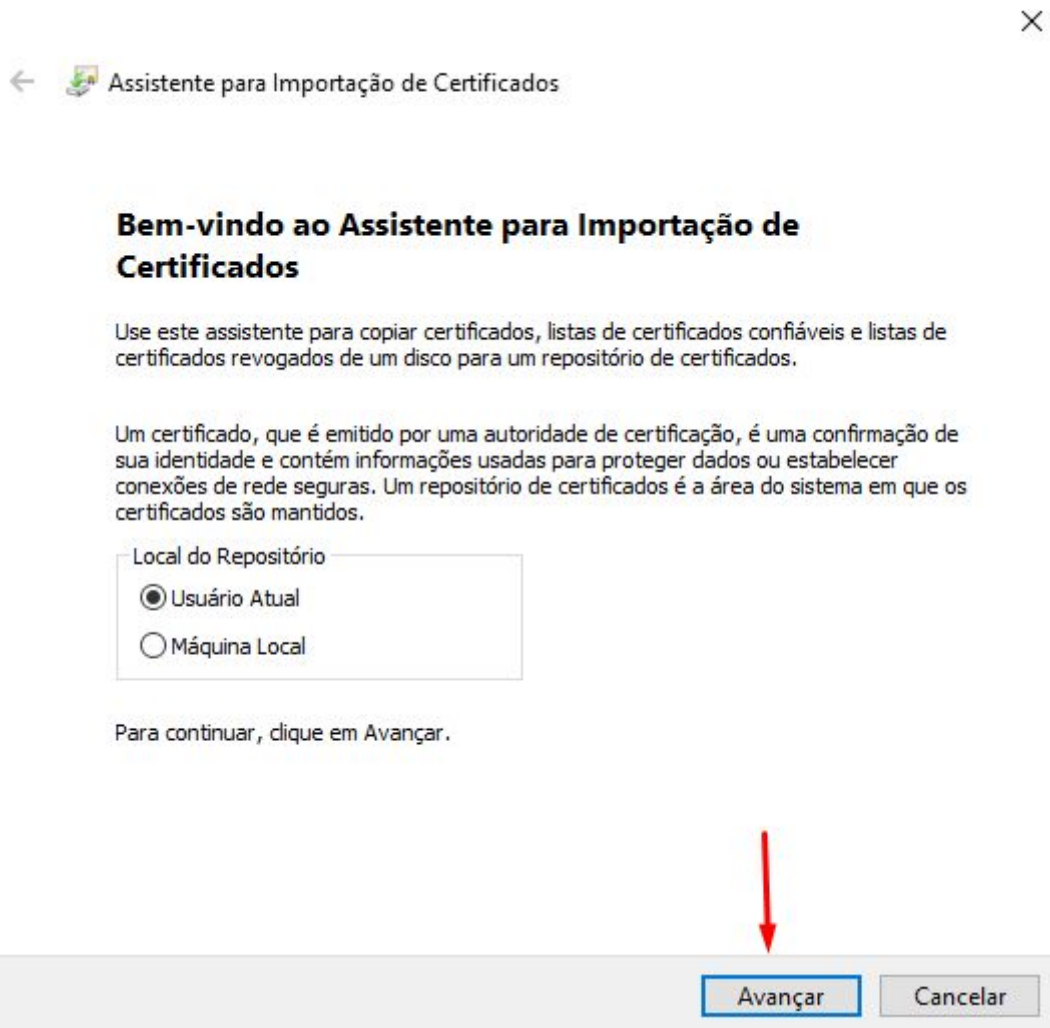 Assistente para Importação de Certificados
Bem-vindo ao Assistente para Importação de
Certificados
Use este assistente para copiar certificados, listas de certificados confiáveis e listas de
certificados revogados de um disco para um repositório de certificados.
Um certificado, que é emitido por uma autoridade de certificação, é uma confirmação de
sua identidade e contém informações usadas para proteger dados ou estabelecer
conexões de rede seguras. Um repositório de certificados é a área do sistema em que os
certificados são mantidos.
Local do Repositório
Usuário Atual
Máquina Local
Para continuar, clique em Avançar.
Avançar
Cancelar